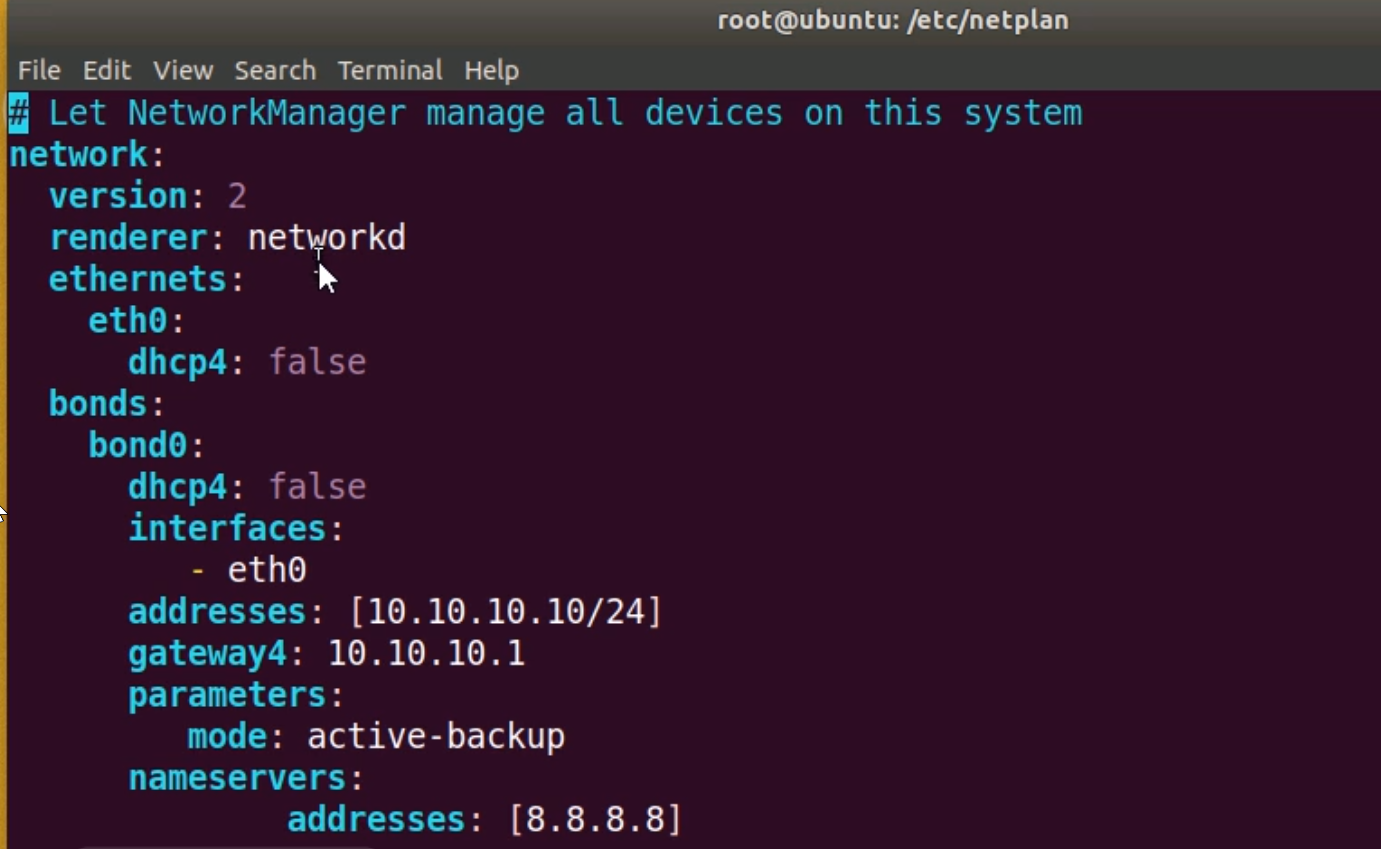 root@ubuntu: /etc/netplan
File Edit View Search Terminal Help
# Let NetworkManager manage all devices on this system
network:
  version: 2
  renderer: networkd
  ethernets:
    eth0:
      dhcp4: false
  bonds:
    bond0:
      dhcp4: false
      interfaces:
         - eth0
      addresses: [10.10.10.10/24]
      gateway4: 10.10.10.1
      parameters:
         mode: active-backup
      nameservers:
              addresses: [8.8.8.8]